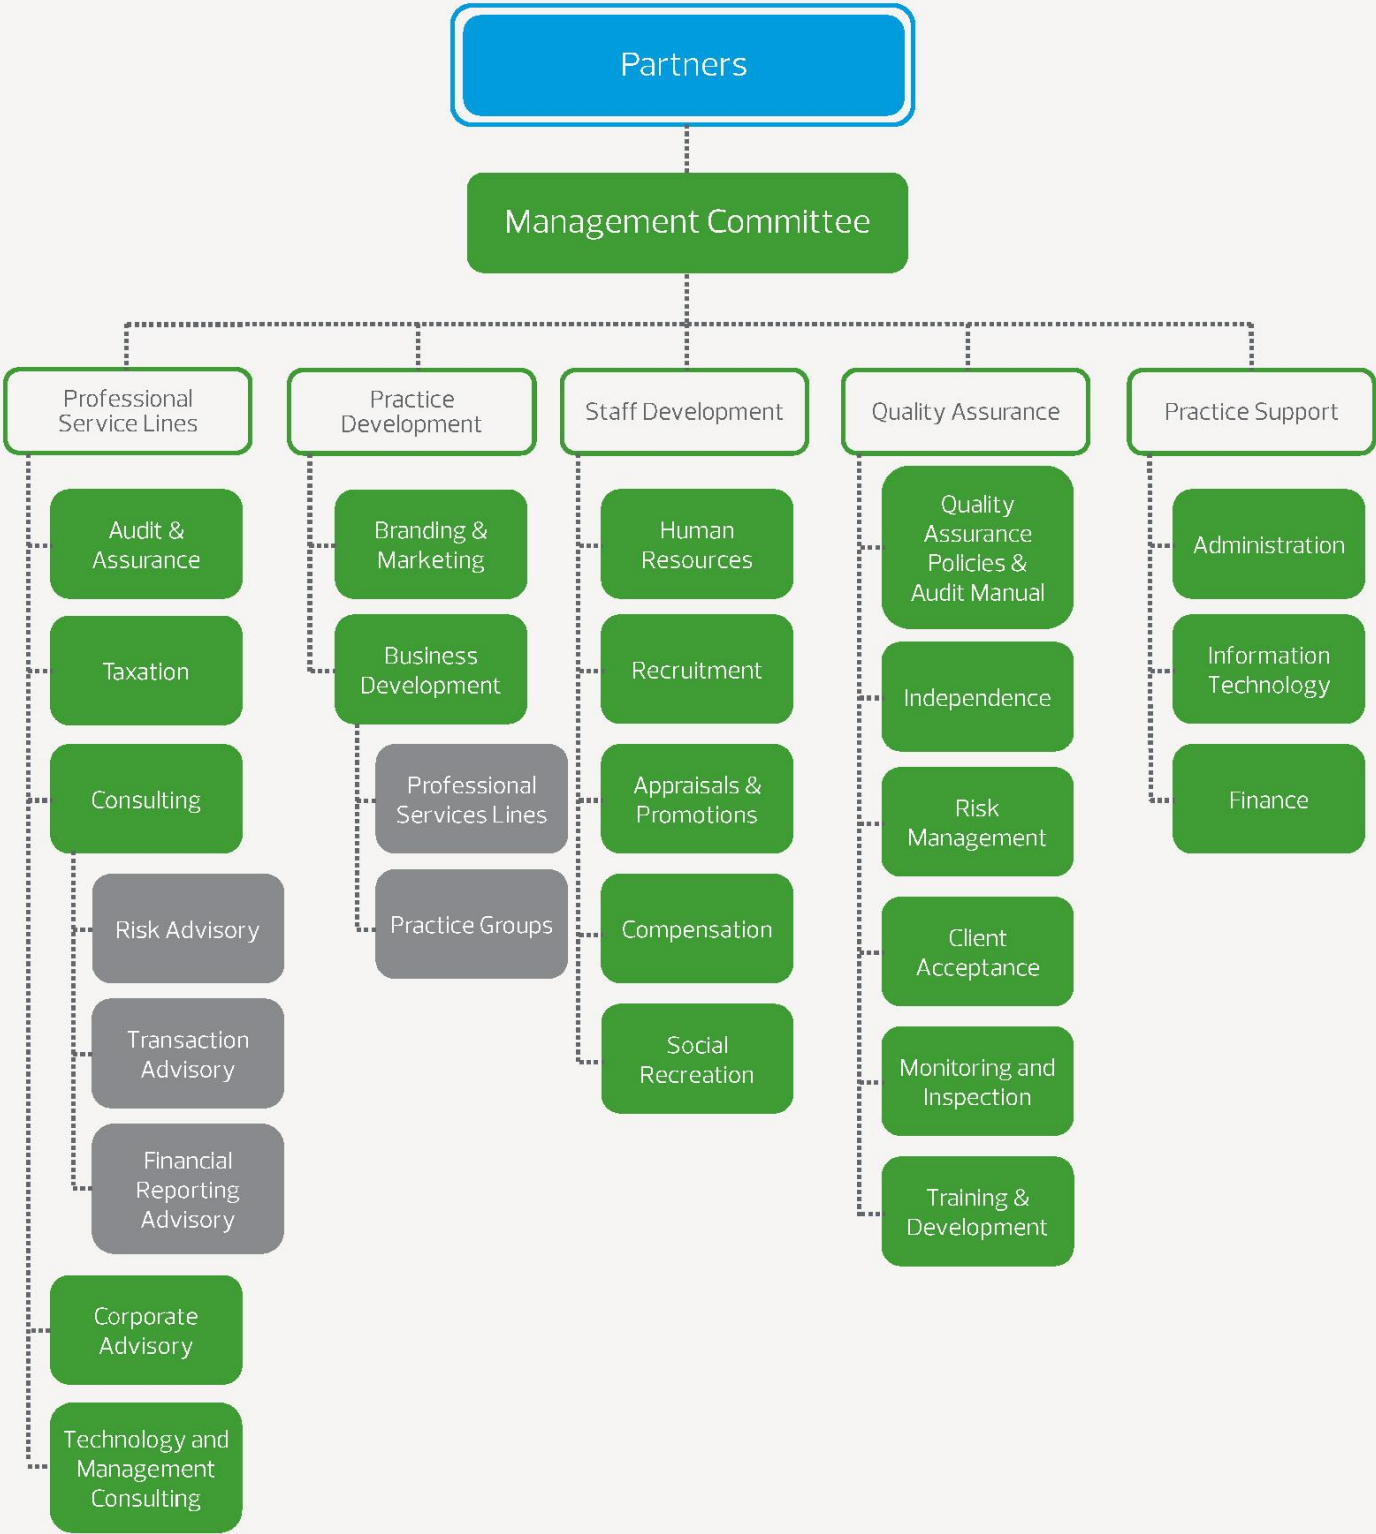 Partners
Management Committee
Professional
Service Lines
Practice
Development
Staff Development
Quality Assurance
Practice Support
Audit &
Assurance
Taxation
Consulting
Risk Advisory
Transaction
Advisory
Financial
Reporting
Advisory
Corporate
Advisory
Technology and
Management
Consulting
Branding &
Marketing
Business
Development
Professional
Services Lines
Practice Groups
Human
Resources
Recruitment
Appraisals &
Promotions
Compensation
Social
Recreation
Quality
Assurance
Policies &
Audit Manual
Independence
Risk
Management
Client
Acceptance
Monitoring and
Inspection
Training &
Development
Administration
Information
Technology
Finance